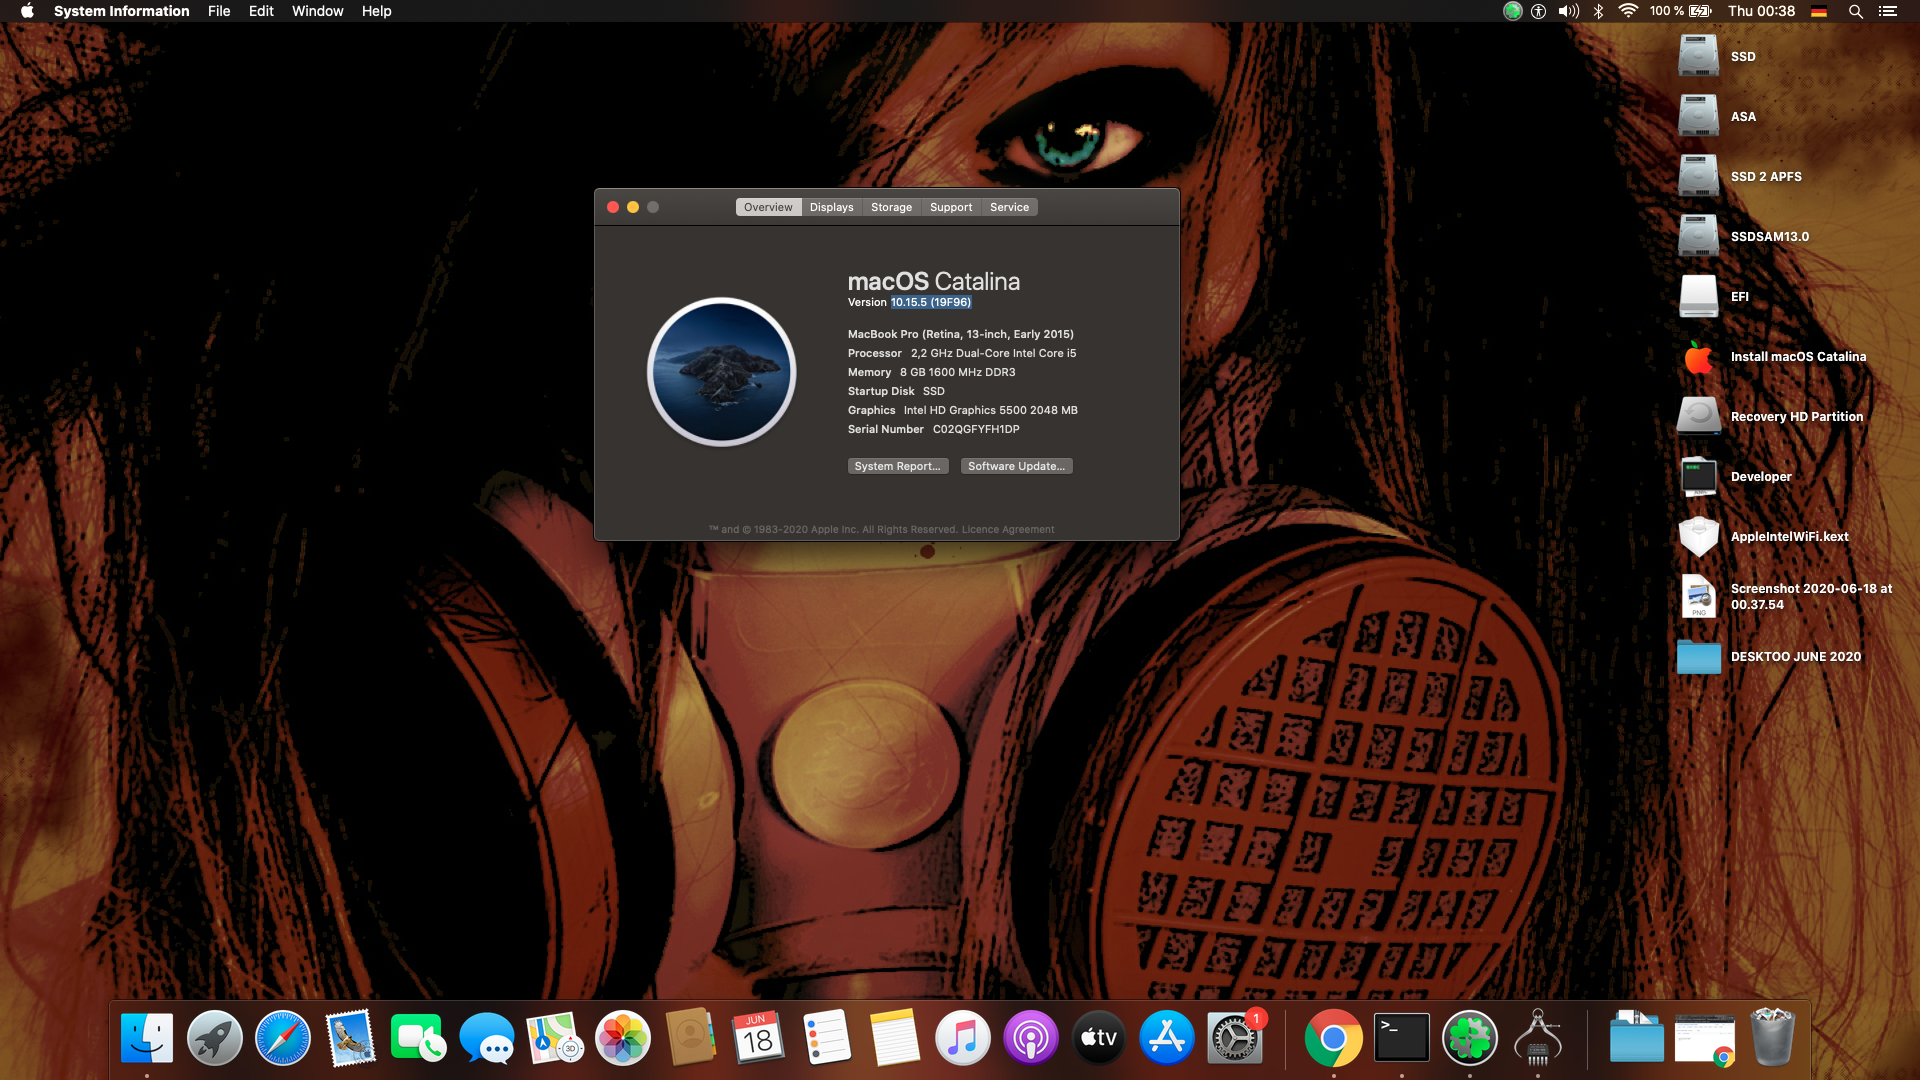 System Information File Edit Window Help
100 % Thu 00:38
SSD
ASA
SSD 2 APFS
SSDSAM13.0
EFI
Install macOS Catalina
Recovery HD Partition
Developer
AppleIntelWiFi.kext
Screenshot 2020-06-18 at
00.37.54
DESKTOO JUNE 2020
Overview Displays Storage Support Service
macOS Catalina
Version 10.15.5 (19F96)
MacBook Pro (Retina, 13-inch, Early 2015)
Processor 2,2 GHz Dual-Core Intel Core i5
Memory 8 GB 1600 MHz DDR3
Startup Disk SSD
Graphics Intel HD Graphics 5500 2048 MB
Serial Number C02QGFYFH1DP
System Report... Software Update...
™ and © 1983-2020 Apple Inc. All Rights Reserved. Licence Agreement
PNG
JUN
18
3D
tv
1
>_